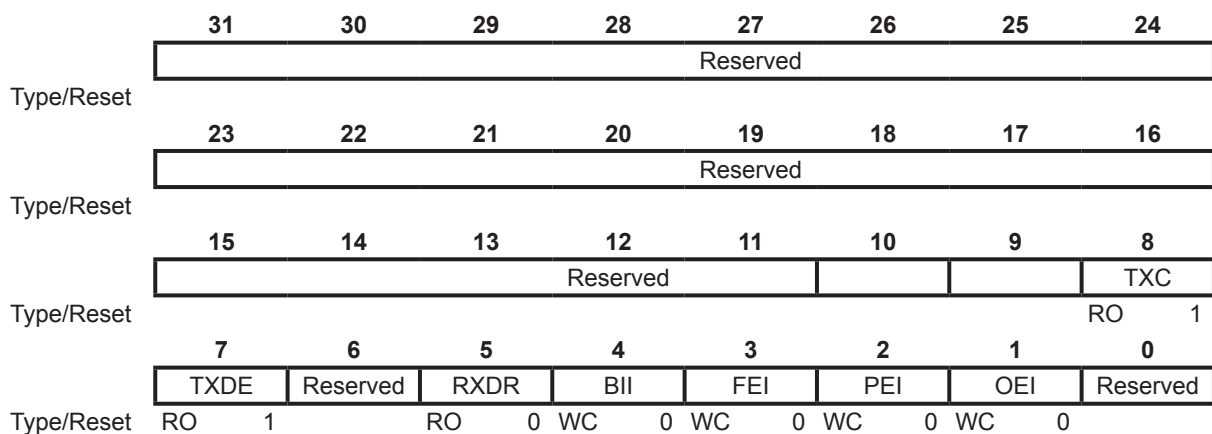 31 30 29 28 27 26 25 24
Reserved
Type/Reset
23 22 21 20 19 18 17 16
Reserved
Type/Reset
15 14 13 12 11 10 9 8
Reserved TXC
Type/Reset RO 1
7 6 5 4 3 2 1 0
TXDE Reserved RXDR BII FEI PEI OEI Reserved
Type/Reset RO 1 RO 0 WC 0 WC 0 WC 0 WC 0